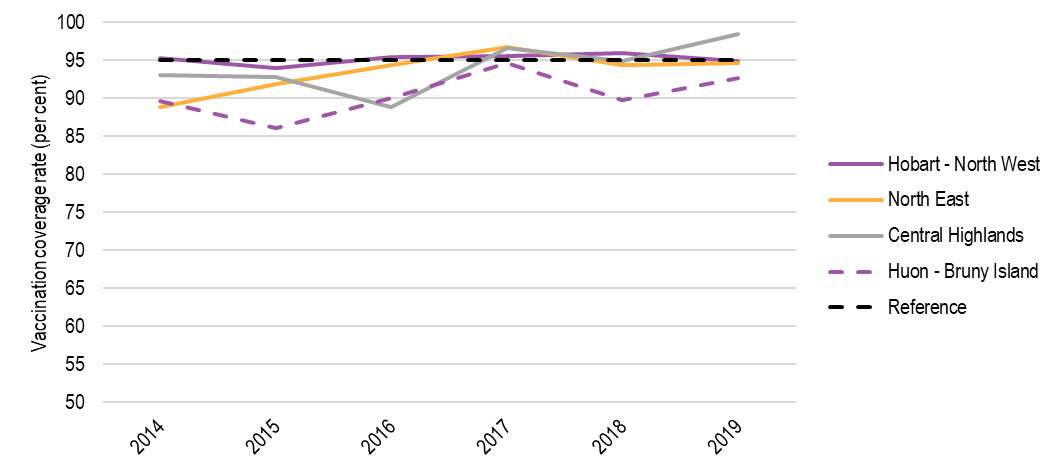 Vaccination coverage rate (per cent)
100
95
90
85
80
75
70
65
60
55
50
2014
2015
2016
2017
2018
2019
Hobart - North West
North East
Central Highlands
Huon - Bruny Island
Reference